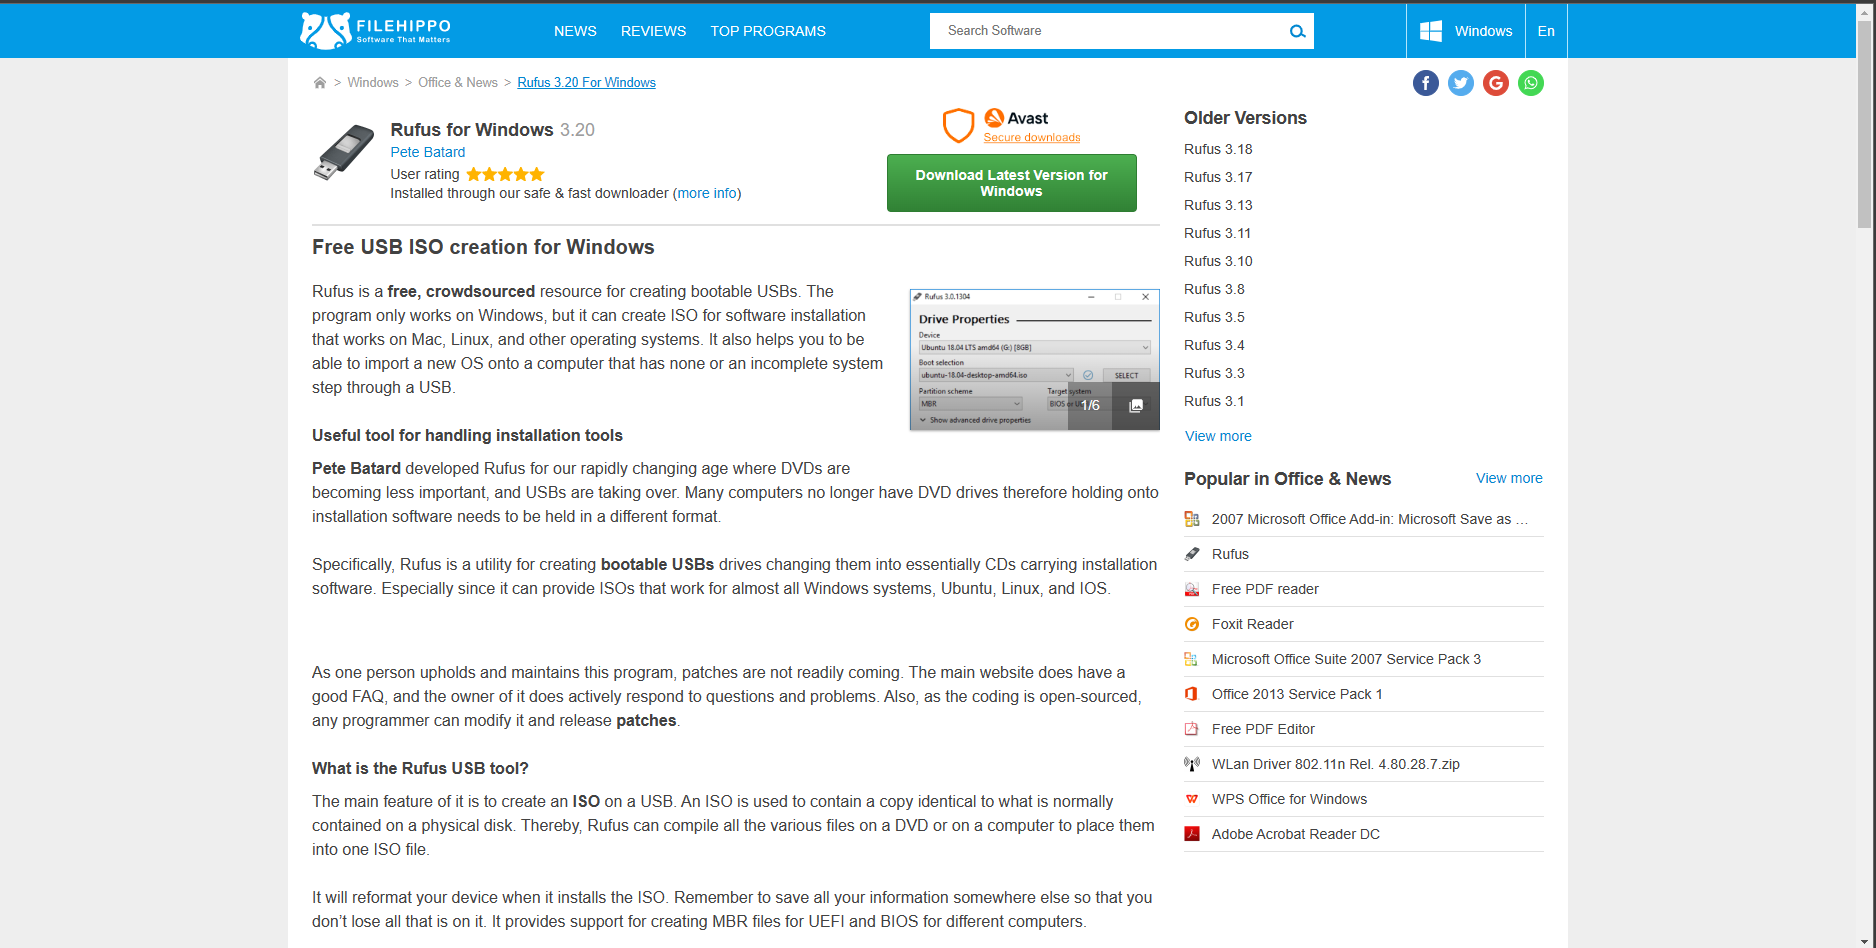 FILEHIPPO
Software That Matters
NEWS REVIEWS TOP PROGRAMS
Search Software
Windows En
> Windows > Office & News > Rufus 3.20 For Windows
Rufus for Windows 3.20
Pete Batard
User rating
Installed through our safe & fast downloader (more info)
Avast
Secure downloads
Download Latest Version for
Windows
Free USB ISO creation for Windows
Rufus is a free, crowdsourced resource for creating bootable USBs. The
program only works on Windows, but it can create ISO for software installation
that works on Mac, Linux, and other operating systems. It also helps you to be
able to import a new OS onto a computer that has none or an incomplete system
step through a USB.
Rufus 3.0.1304
Drive Properties
Device
Ubuntu 18.04 LTS amd64 (G:) [8GB]
Boot selection
ubuntu-18.04-desktop-amd64.iso SELECT
Partition scheme Target system
MBR BIOS or
1/6
Show advanced drive properties
Useful tool for handling installation tools
Pete Batard developed Rufus for our rapidly changing age where DVDs are
becoming less important, and USBs are taking over. Many computers no longer have DVD drives therefore holding onto
installation software needs to be held in a different format.
Specifically, Rufus is a utility for creating bootable USBs drives changing them into essentially CDs carrying installation
software. Especially since it can provide ISOs that work for almost all Windows systems, Ubuntu, Linux, and IOS.
As one person upholds and maintains this program, patches are not readily coming. The main website does have a
good FAQ, and the owner of it does actively respond to questions and problems. Also, as the coding is open-sourced,
any programmer can modify it and release patches.
What is the Rufus USB tool?
The main feature of it is to create an ISO on a USB. An ISO is used to contain a copy identical to what is normally
contained on a physical disk. Thereby, Rufus can compile all the various files on a DVD or on a computer to place them
into one ISO file.
It will reformat your device when it installs the ISO. Remember to save all your information somewhere else so that you
don’t lose all that is on it. It provides support for creating MBR files for UEFI and BIOS for different computers.
Older Versions
Rufus 3.18
Rufus 3.17
Rufus 3.13
Rufus 3.11
Rufus 3.10
Rufus 3.8
Rufus 3.5
Rufus 3.4
Rufus 3.3
Rufus 3.1
View more
Popular in Office & News View more
2007 Microsoft Office Add-in: Microsoft Save as ...
Rufus
Free PDF reader
Foxit Reader
Microsoft Office Suite 2007 Service Pack 3
Office 2013 Service Pack 1
Free PDF Editor
WLan Driver 802.11n Rel. 4.80.28.7.zip
WPS Office for Windows
Adobe Acrobat Reader DC